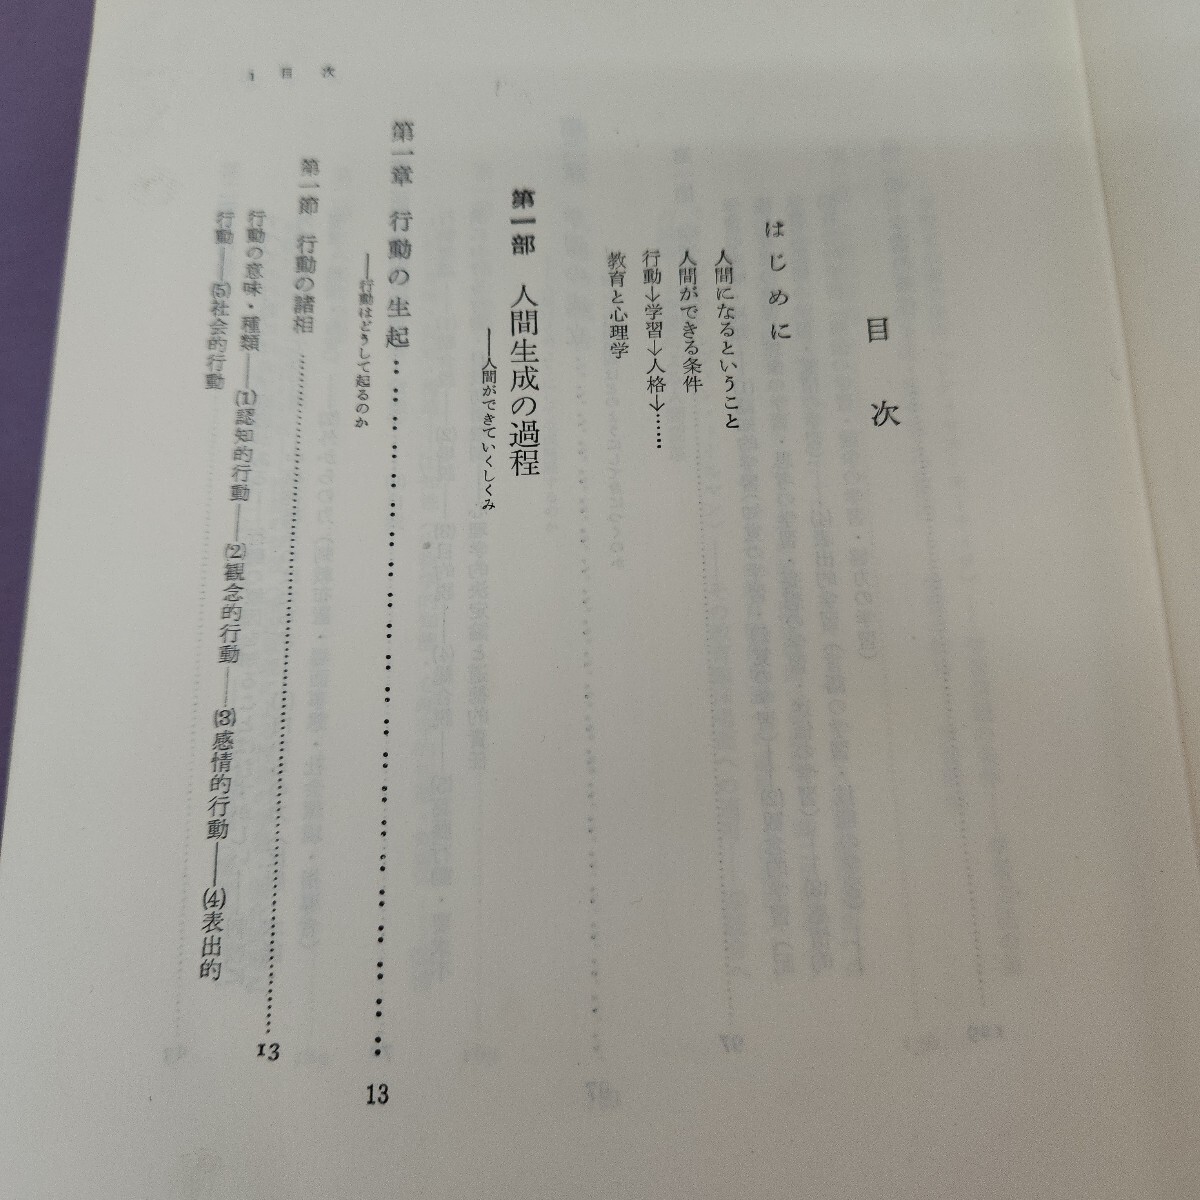 1 目 次
目 次
はじめに
人間になるということ
人間ができる条件
行動→学習→人格→……
教育と心理学
第一部 人間生成の過程
――人間ができていくしくみ
第一章 行動の生起…………13
――行動はどうして起るのか
第一節 行動の諸相…………13
行動の意味・種類――(1)認知的行動――(2)観念的行動――(3)感情的行動――(4)表出的
行動――(5)社会的行動